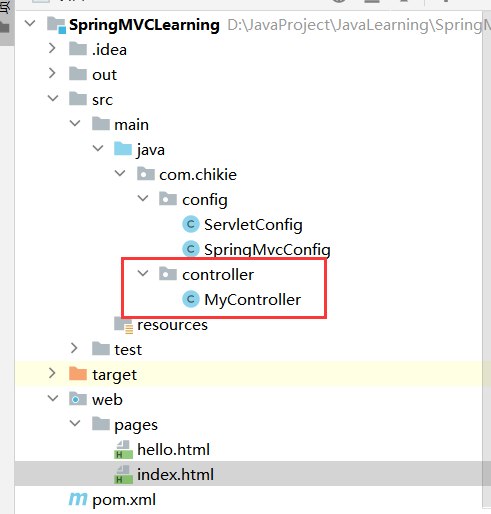 SpringMVCLearning D:\JavaProject\JavaLearning\SpringM
.idea
out
src
main
java
com.chikie
config
ServletConfig
SpringMvcConfig
controller
MyController
resources
test
target
web
pages
hello.html
index.html
pom.xml